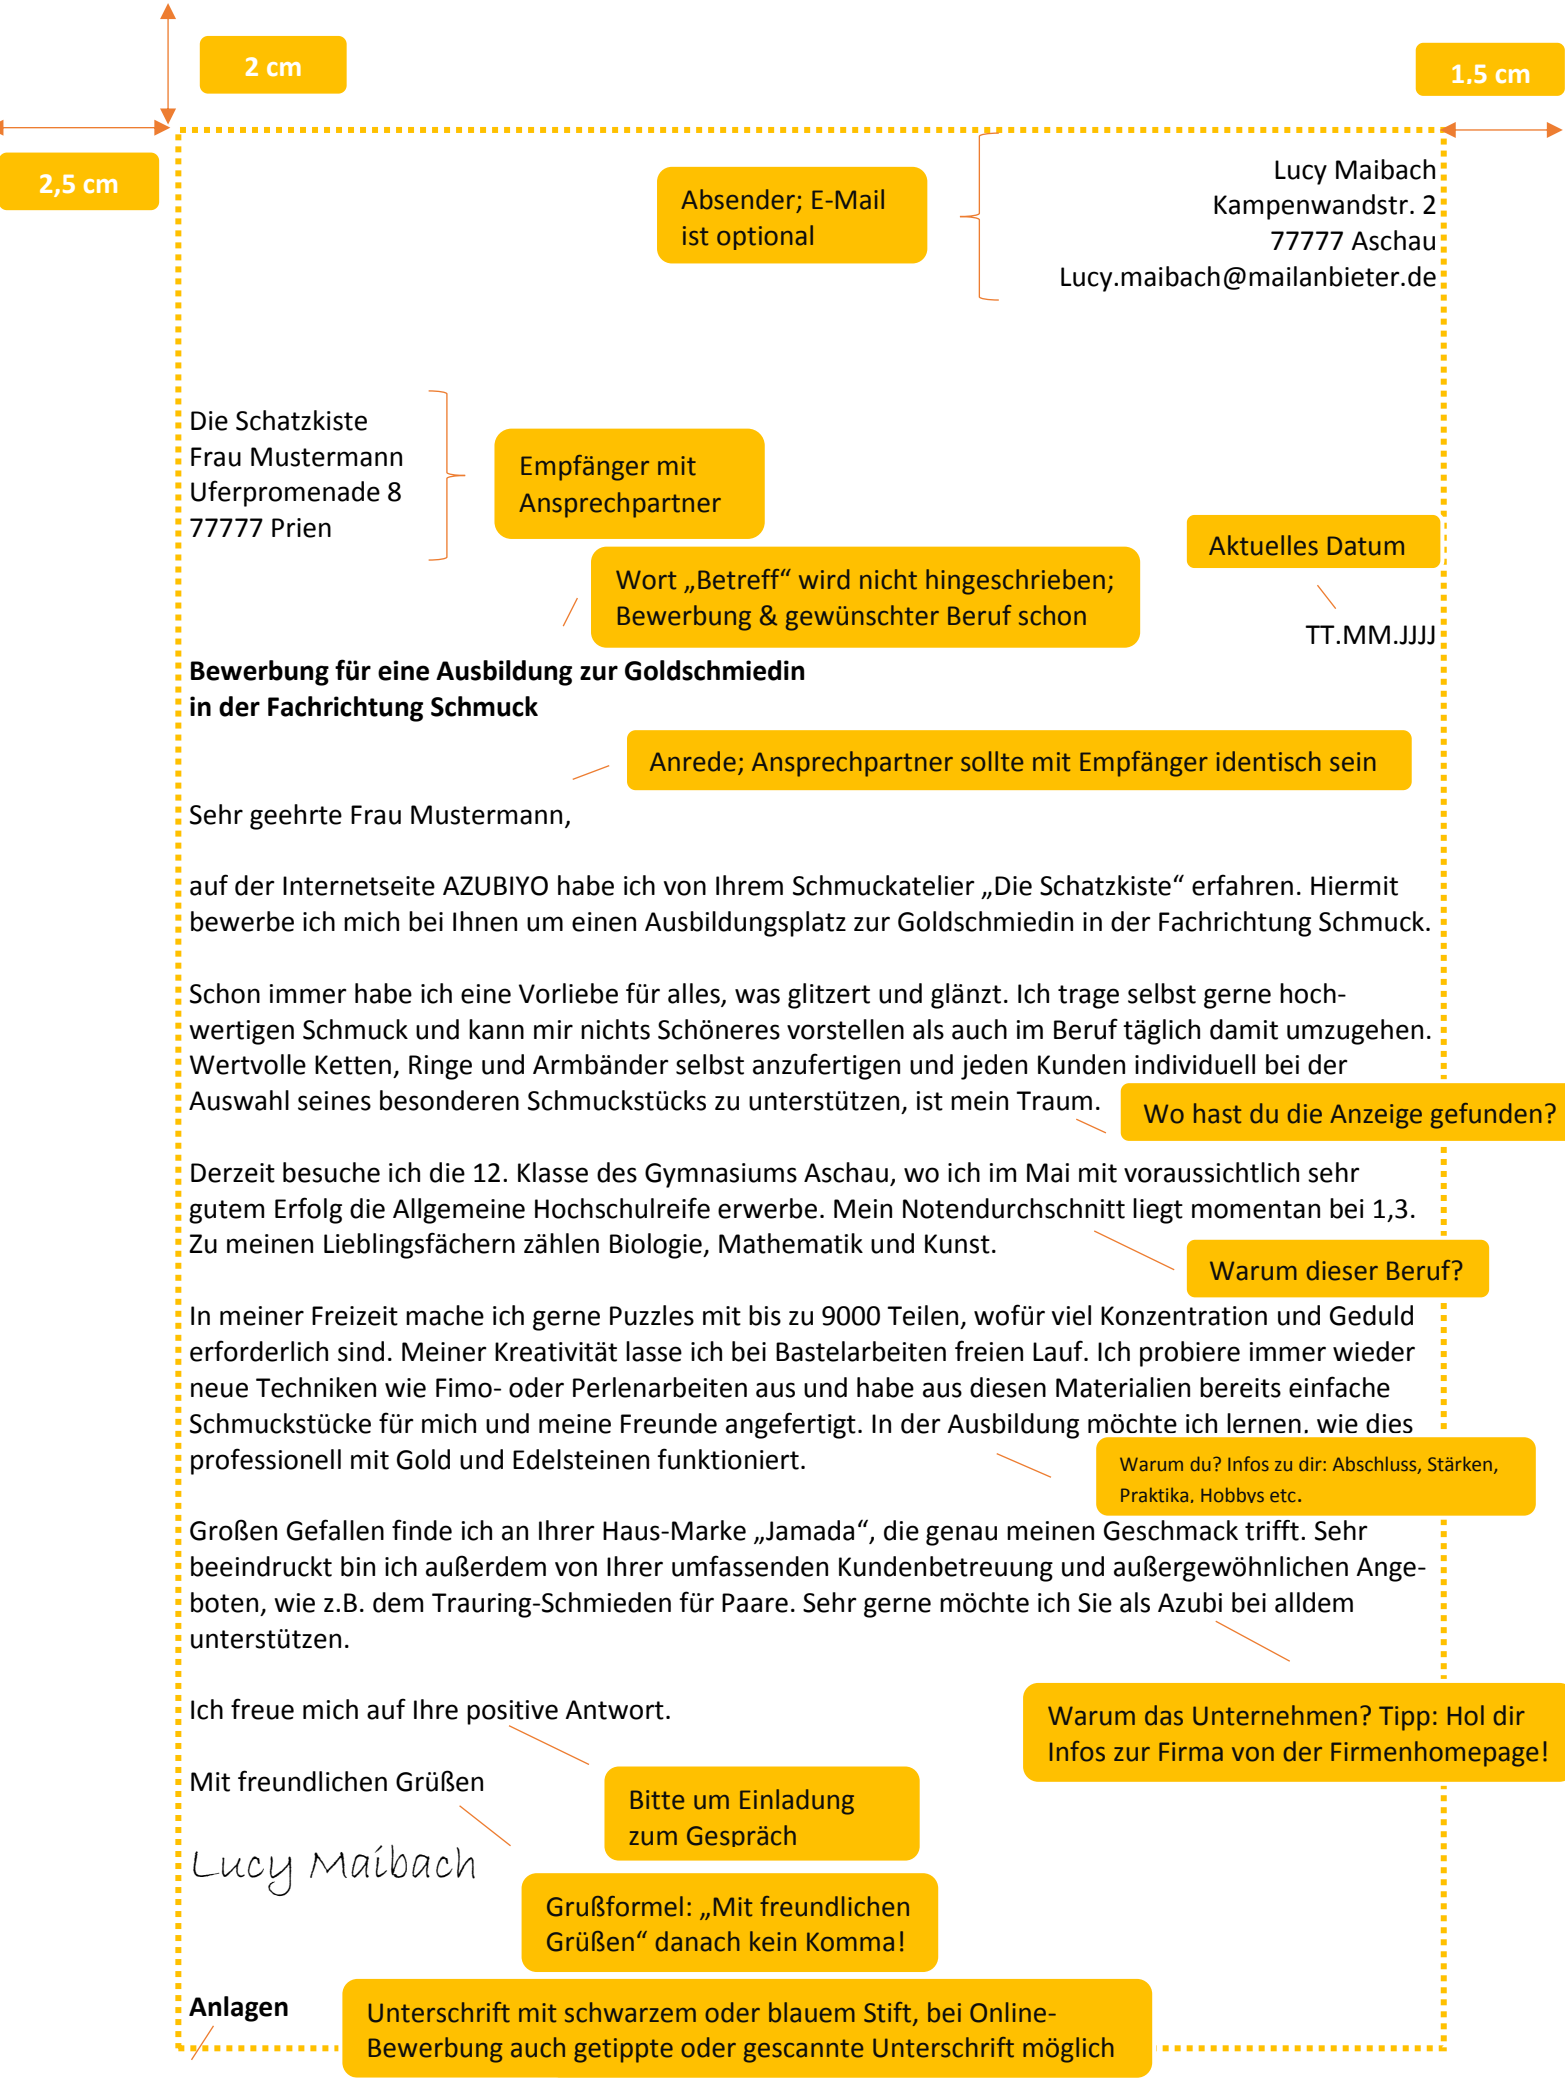 2 cm
1,5 cm
2,5 cm
Absender; E-Mail
ist optional
Lucy Maibach
Kampenwandstr. 2
77777 Aschau
Lucy.maibach@mailanbieter.de
Die Schatzkiste
Frau Mustermann
Uferpromenade 8
77777 Prien
Empfänger mit
Ansprechpartner
Aktuelles Datum
Wort „Betreff“ wird nicht hingeschrieben;
Bewerbung & gewünschter Beruf schon
TT.MM.JJJJ
Bewerbung für eine Ausbildung zur Goldschmiedin
in der Fachrichtung Schmuck
Anrede; Ansprechpartner sollte mit Empfänger identisch sein
Sehr geehrte Frau Mustermann,
auf der Internetseite AZUBIYO habe ich von Ihrem Schmuckatelier „Die Schatzkiste“ erfahren. Hiermit
bewerbe ich mich bei Ihnen um einen Ausbildungsplatz zur Goldschmiedin in der Fachrichtung Schmuck.
Schon immer habe ich eine Vorliebe für alles, was glitzert und glänzt. Ich trage selbst gerne hoch-
wertigen Schmuck und kann mir nichts Schöneres vorstellen als auch im Beruf täglich damit umzugehen.
Wertvolle Ketten, Ringe und Armbänder selbst anzufertigen und jeden Kunden individuell bei der
Auswahl seines besonderen Schmuckstücks zu unterstützen, ist mein Traum.
Wo hast du die Anzeige gefunden?
Derzeit besuche ich die 12. Klasse des Gymnasiums Aschau, wo ich im Mai mit voraussichtlich sehr
gutem Erfolg die Allgemeine Hochschulreife erwerbe. Mein Notendurchschnitt liegt momentan bei 1,3.
Zu meinen Lieblingsfächern zählen Biologie, Mathematik und Kunst.
Warum dieser Beruf?
In meiner Freizeit mache ich gerne Puzzles mit bis zu 9000 Teilen, wofür viel Konzentration und Geduld
erforderlich sind. Meiner Kreativität lasse ich bei Bastelarbeiten freien Lauf. Ich probiere immer wieder
neue Techniken wie Fimo- oder Perlenarbeiten aus und habe aus diesen Materialien bereits einfache
Schmuckstücke für mich und meine Freunde angefertigt. In der Ausbildung möchte ich lernen, wie dies
professionell mit Gold und Edelsteinen funktioniert.
Warum du? Infos zu dir: Abschluss, Stärken,
Praktika, Hobbys etc.
Großen Gefallen finde ich an Ihrer Haus-Marke „Jamada“, die genau meinen Geschmack trifft. Sehr
beeindruckt bin ich außerdem von Ihrer umfassenden Kundenbetreuung und außergewöhnlichen Ange-
boten, wie z.B. dem Trauring-Schmieden für Paare. Sehr gerne möchte ich Sie als Azubi bei alldem
unterstützen.
Ich freue mich auf Ihre positive Antwort.
Warum das Unternehmen? Tipp: Hol dir
Infos zur Firma von der Firmenhomepage!
Mit freundlichen Grüßen
Bitte um Einladung
zum Gespräch
Lucy Maibach
Grußformel: „Mit freundlichen
Grüßen“ danach kein Komma!
Anlagen
Unterschrift mit schwarzem oder blauem Stift, bei Online-
Bewerbung auch getippte oder gescannte Unterschrift möglich